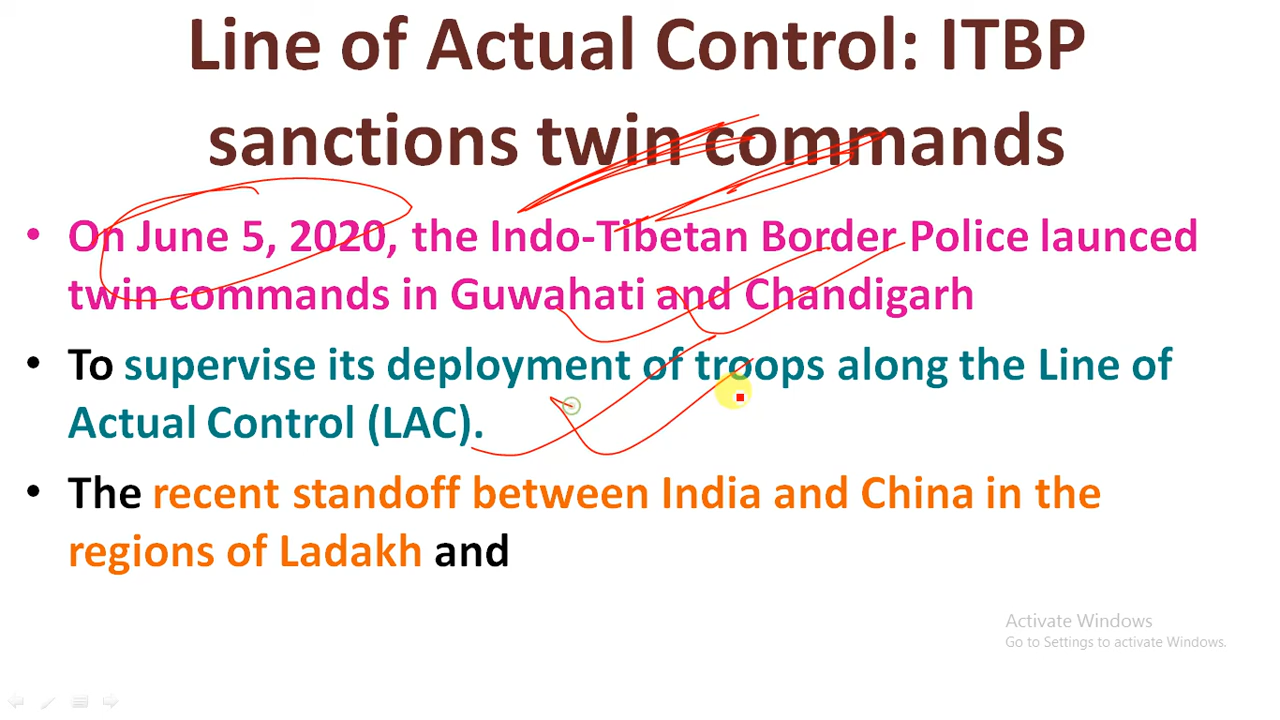 Line of Actual Control: ITBP
sanctions twin commands
• On June 5, 2020, the Indo-Tibetan Border Police launced
twin commands in Guwahati and Chandigarh
• To supervise its deployment of troops along the Line of
Actual Control (LAC).
• The recent standoff between India and China in the
regions of Ladakh and
Activate Windows
Go to Settings to activate Windows.